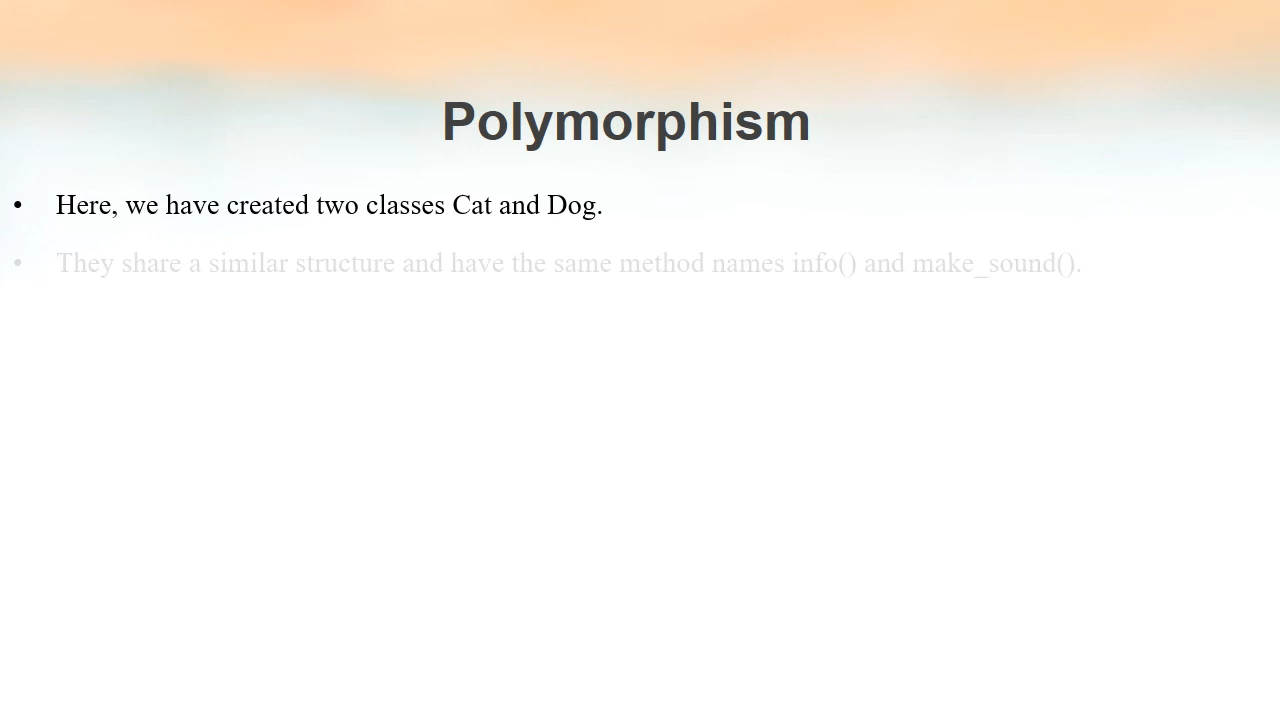 Polymorphism
• Here, we have created two classes Cat and Dog.
• They share a similar structure and have the same method names info() and make_sound().